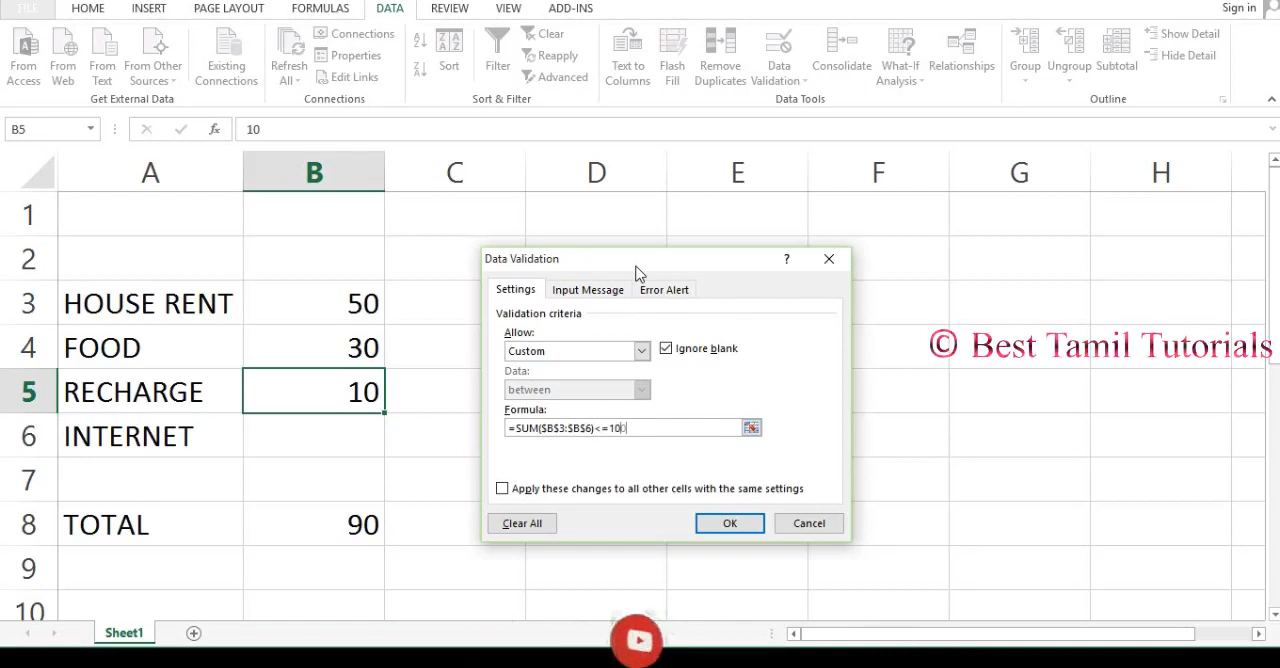 FILE HOME INSERT PAGE LAYOUT FORMULAS DATA REVIEW VIEW ADD-INS Sign in
From Access
From Web
From Text
From Other Sources
Existing Connections
Get External Data
Refresh All
Connections
Properties
Edit Links
Connections
Sort
Filter
Clear
Reapply
Advanced
Sort & Filter
Text to Columns
Flash Fill
Remove Duplicates
Data Validation
Consolidate
What-If Analysis
Relationships
Data Tools
Group
Ungroup
Subtotal
Show Detail
Hide Detail
Outline
B5 fx 10
A B C D E F G H
1
2
3 HOUSE RENT 50
4 FOOD 30
5 RECHARGE 10
6 INTERNET
7
8 TOTAL 90
9
10
Data Validation ?
Settings Input Message Error Alert
Validation criteria
Allow:
Custom Ignore blank
Data:
between
Formula:
=SUM($B$3:$B$6)<=100
Apply these changes to all other cells with the same settings
Clear All OK Cancel
© Best Tamil Tutorials
Sheet1